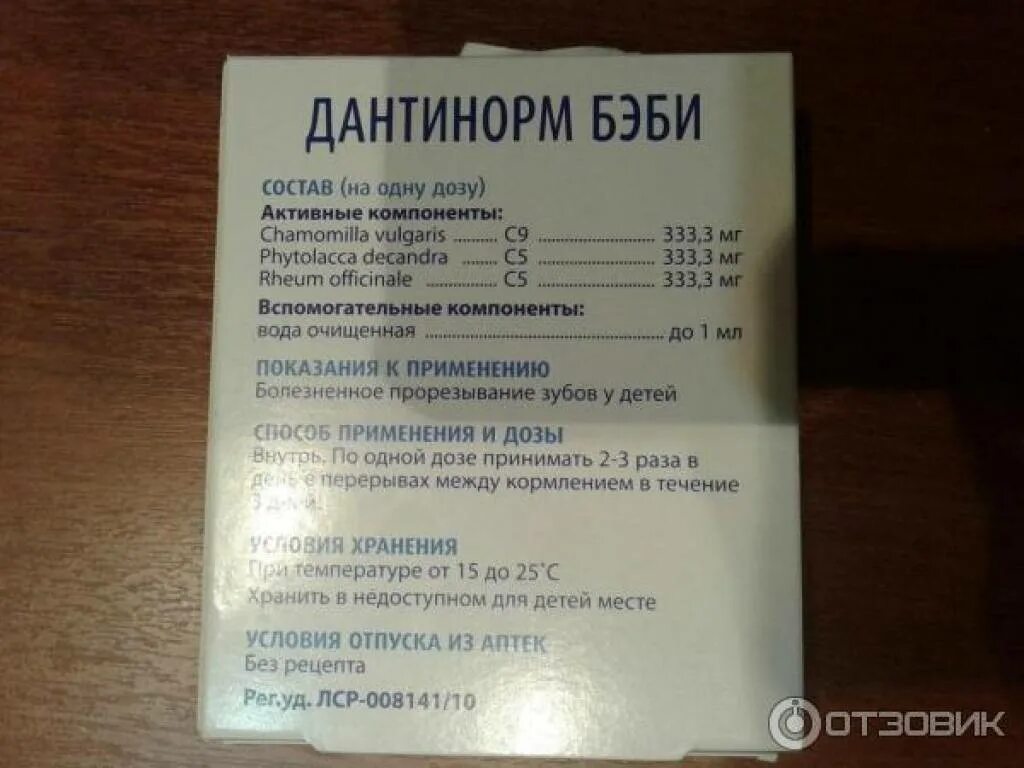 ДАНТИНОРМ БЭБИ
СОСТАВ (на одну дозу)
Активные компоненты:
Chamomilla vulgaris ......... C9 ........................ 333,3 мг
Phytolacca decandra ....... C5 ........................ 333,3 мг
Rheum officinale .............. C5 ........................ 333,3 мг
Вспомогательные компоненты:
вода очищенная ................................................ до 1 мл
ПОКАЗАНИЯ К ПРИМЕНЕНИЮ
Болезненное прорезывание зубов у детей
СПОСОБ ПРИМЕНЕНИЯ И ДОЗЫ
Внутрь. По одной дозе принимать 2-3 раза в
день в перерывах между кормлением в течение
3 дней.
УСЛОВИЯ ХРАНЕНИЯ
При температуре от 15 до 25˚С
Хранить в недоступном для детей месте
УСЛОВИЯ ОТПУСКА ИЗ АПТЕК
Без рецепта
Рег.уд. ЛСР-008141/10
ОТЗОВИК